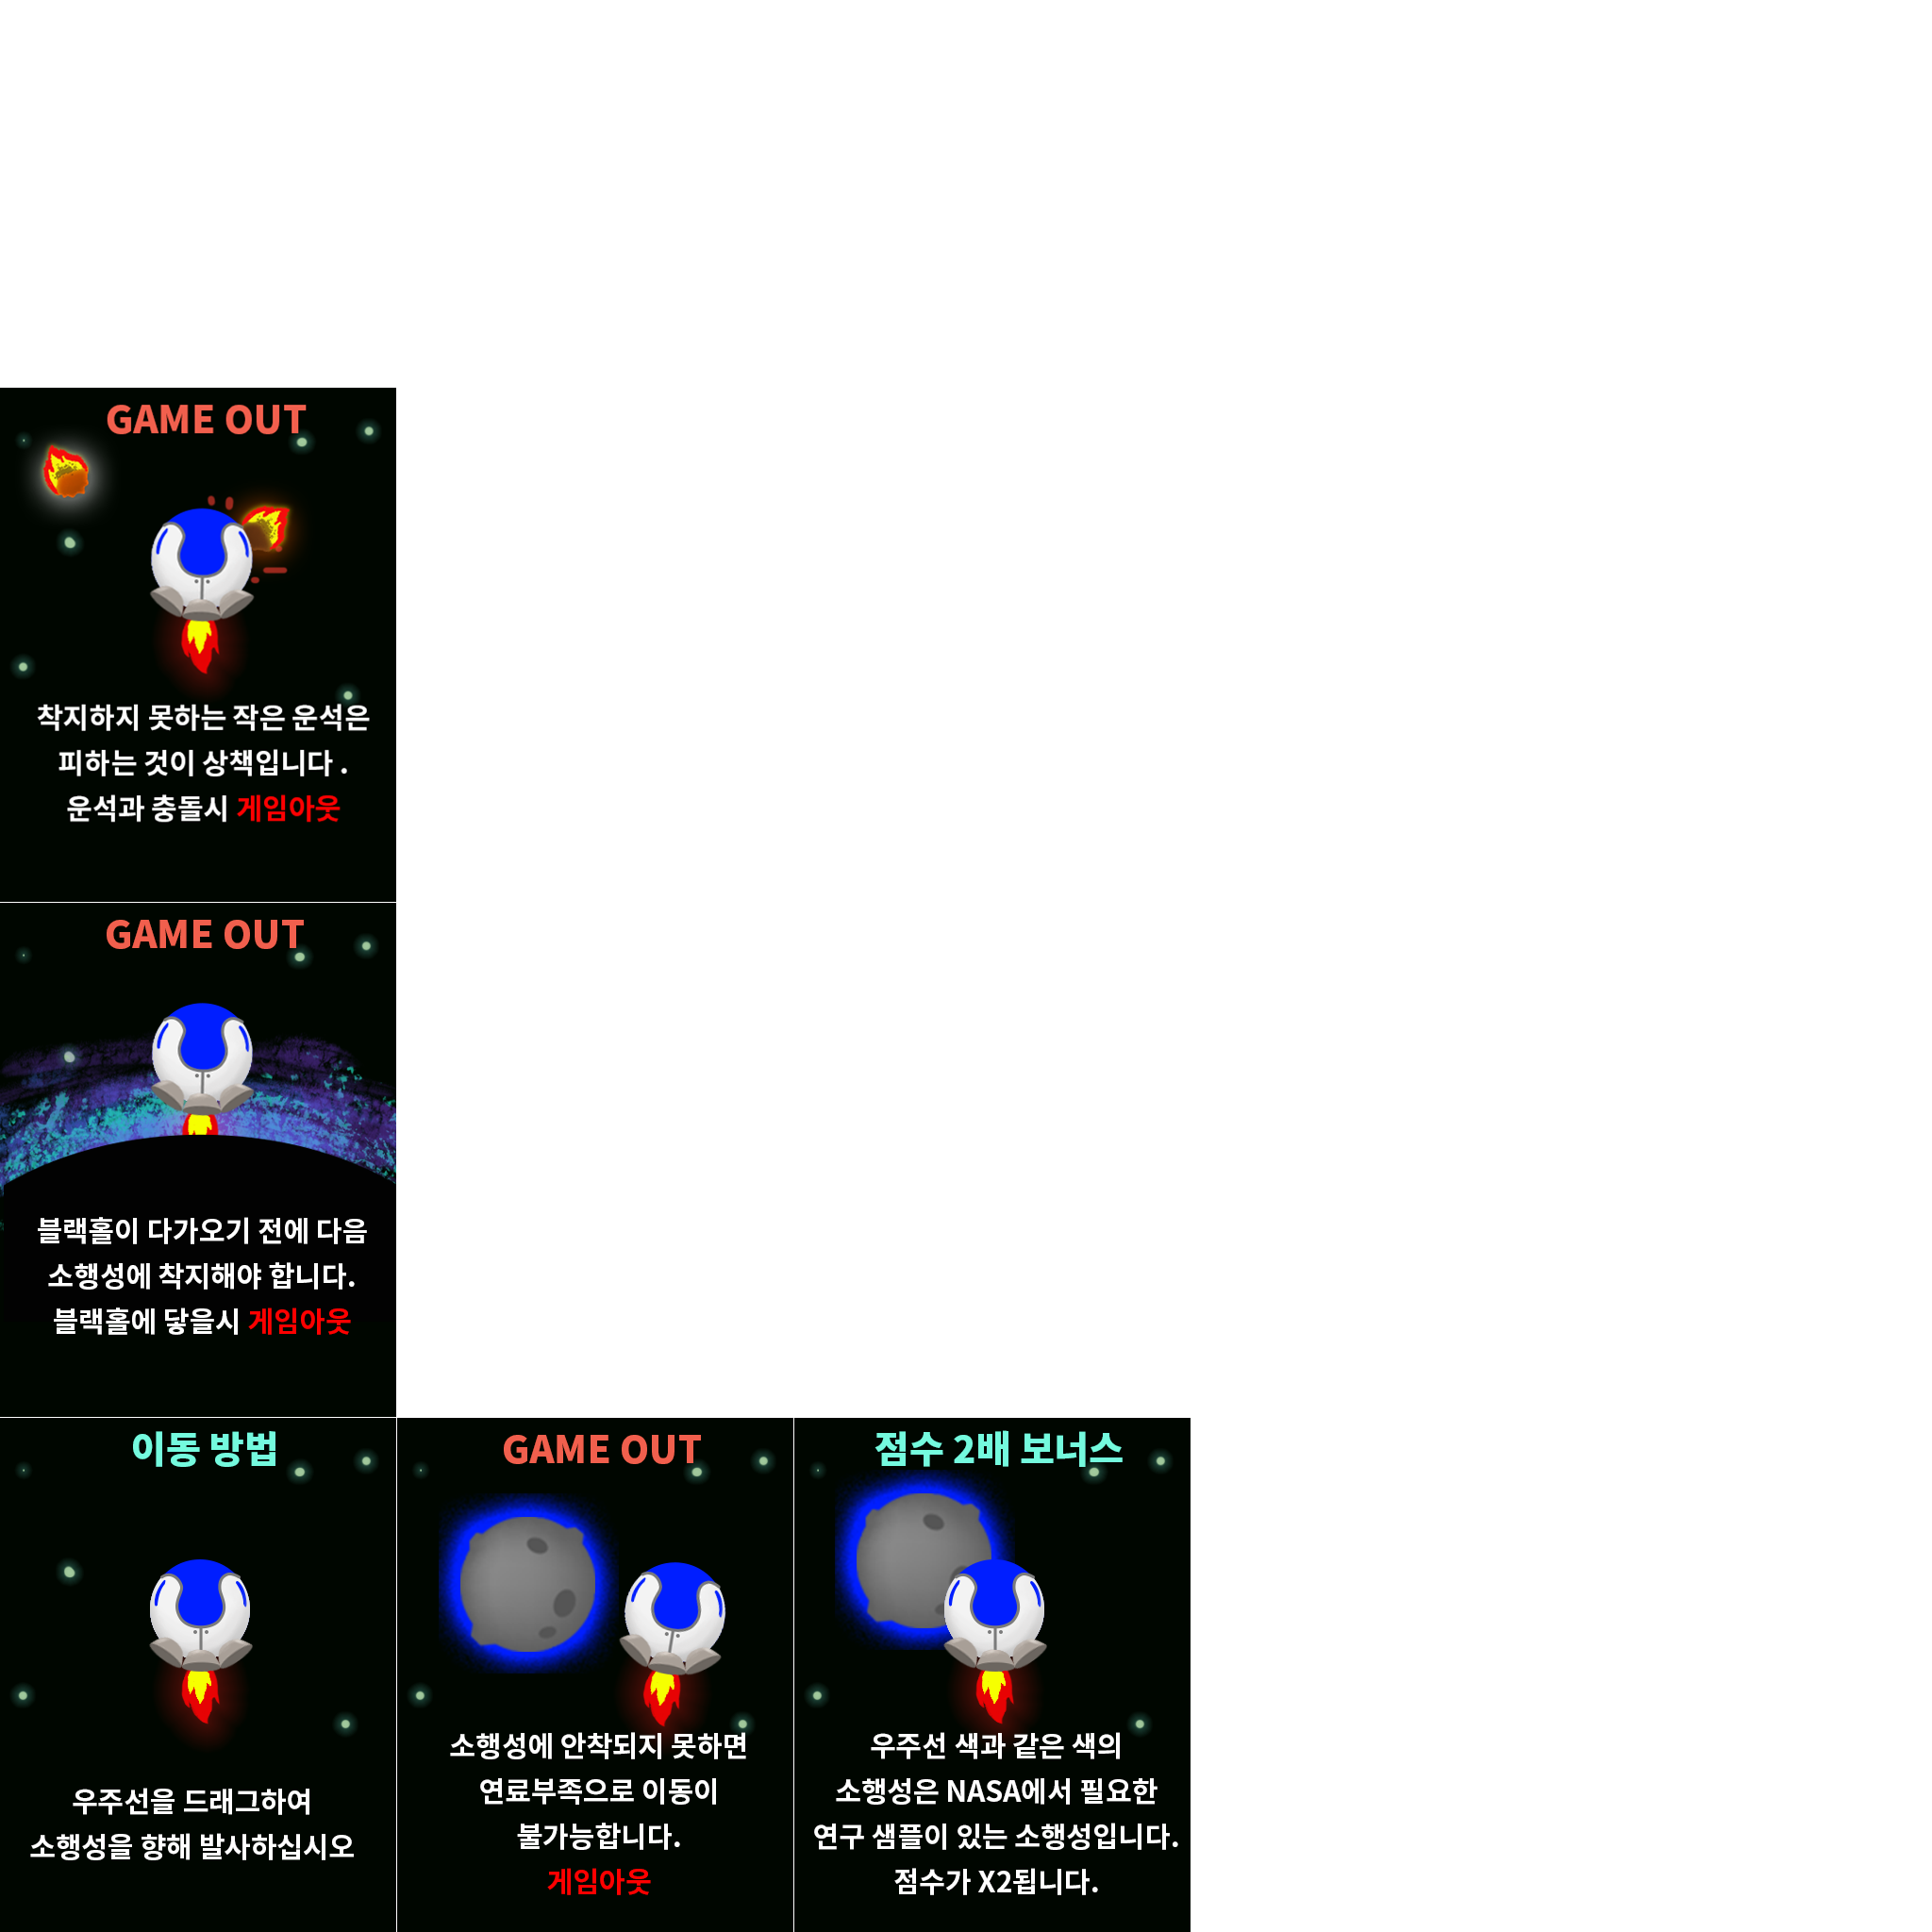 GAME OUT
착지하지 못하는 작은 운석은
피하는 것이 상책입니다 .
운석과 충돌시 게임아웃
GAME OUT
블랙홀이 다가오기 전에 다음
소행성에 착지해야 합니다.
블랙홀에 닿을시 게임아웃
이동 방법
우주선을 드래그하여
소행성을 향해 발사하십시오
GAME OUT
소행성에 안착되지 못하면
연료부족으로 이동이
불가능합니다.
게임아웃
점수 2배 보너스
우주선 색과 같은 색의
소행성은 NASA에서 필요한
연구 샘플이 있는 소행성입니다.
점수가 X2됩니다.